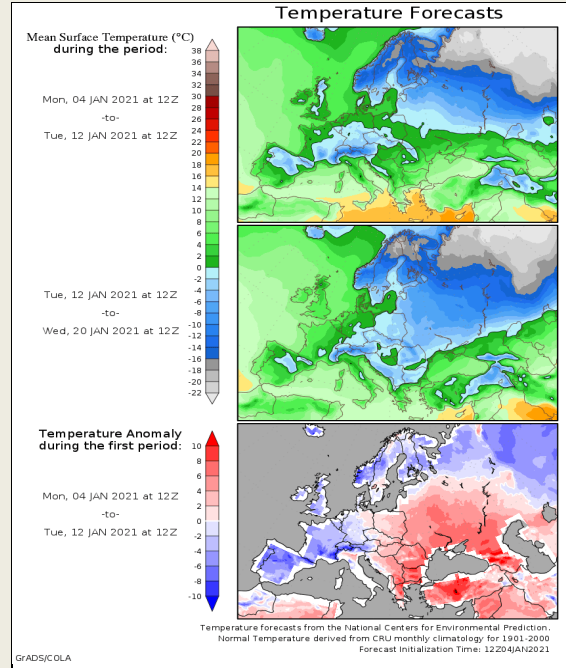 Temperature Forecasts
Mean Surface Temperature (°C)
during the period:
38
36
34
32
30
28
26
24
22
20
18
16
14
12
10
8
6
4
2
0
-2
-4
-6
-8
-10
-12
-14
-16
-18
-20
-22
Mon, 04 JAN 2021 at 12Z
-to-
Tue, 12 JAN 2021 at 12Z
Tue, 12 JAN 2021 at 12Z
-to-
Wed, 20 JAN 2021 at 12Z
Temperature Anomaly
during the first period:
10
8
6
4
2
0
-2
-4
-6
-8
-10
Mon, 04 JAN 2021 at 12Z
-to-
Tue, 12 JAN 2021 at 12Z
Temperature forecasts from the National Centers for Environmental Prediction.
Normal Temperature derived from CRU monthly climatology for 1901-2000
Forecast Initialization Time: 12Z04JAN2021
GrADS/COLA